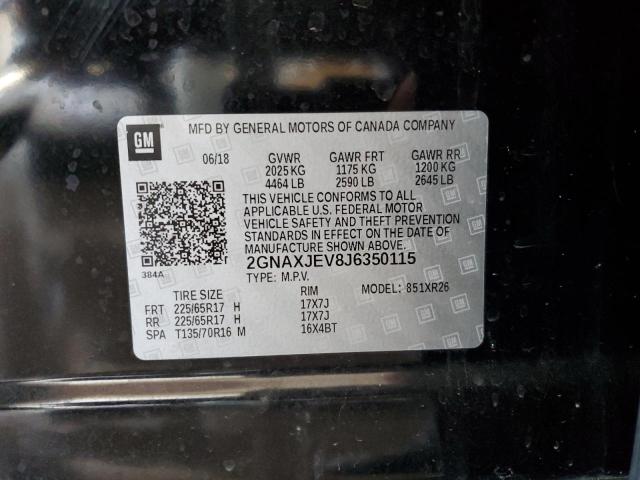 GM
MFD BY GENERAL MOTORS OF CANADA COMPANY
06/18 GVWR GAWR FRT GAWR RR
2025 KG 1175 KG 1200 KG
4464 LB 2590 LB 2645 LB
THIS VEHICLE CONFORMS TO ALL
APPLICABLE U.S. FEDERAL MOTOR
VEHICLE SAFETY AND THEFT PREVENTION
STANDARDS IN EFFECT ON THE DATE OF
MANUFACTURE SHOWN ABOVE.
384A
2GNAXJEV8J6350115
TYPE: M.P.V.
TIRE SIZE RIM MODEL: 851XR26
FRT 225/65R17 H 17X7J
RR 225/65R17 H 17X7J
SPA T135/70R16 M 16X4BT